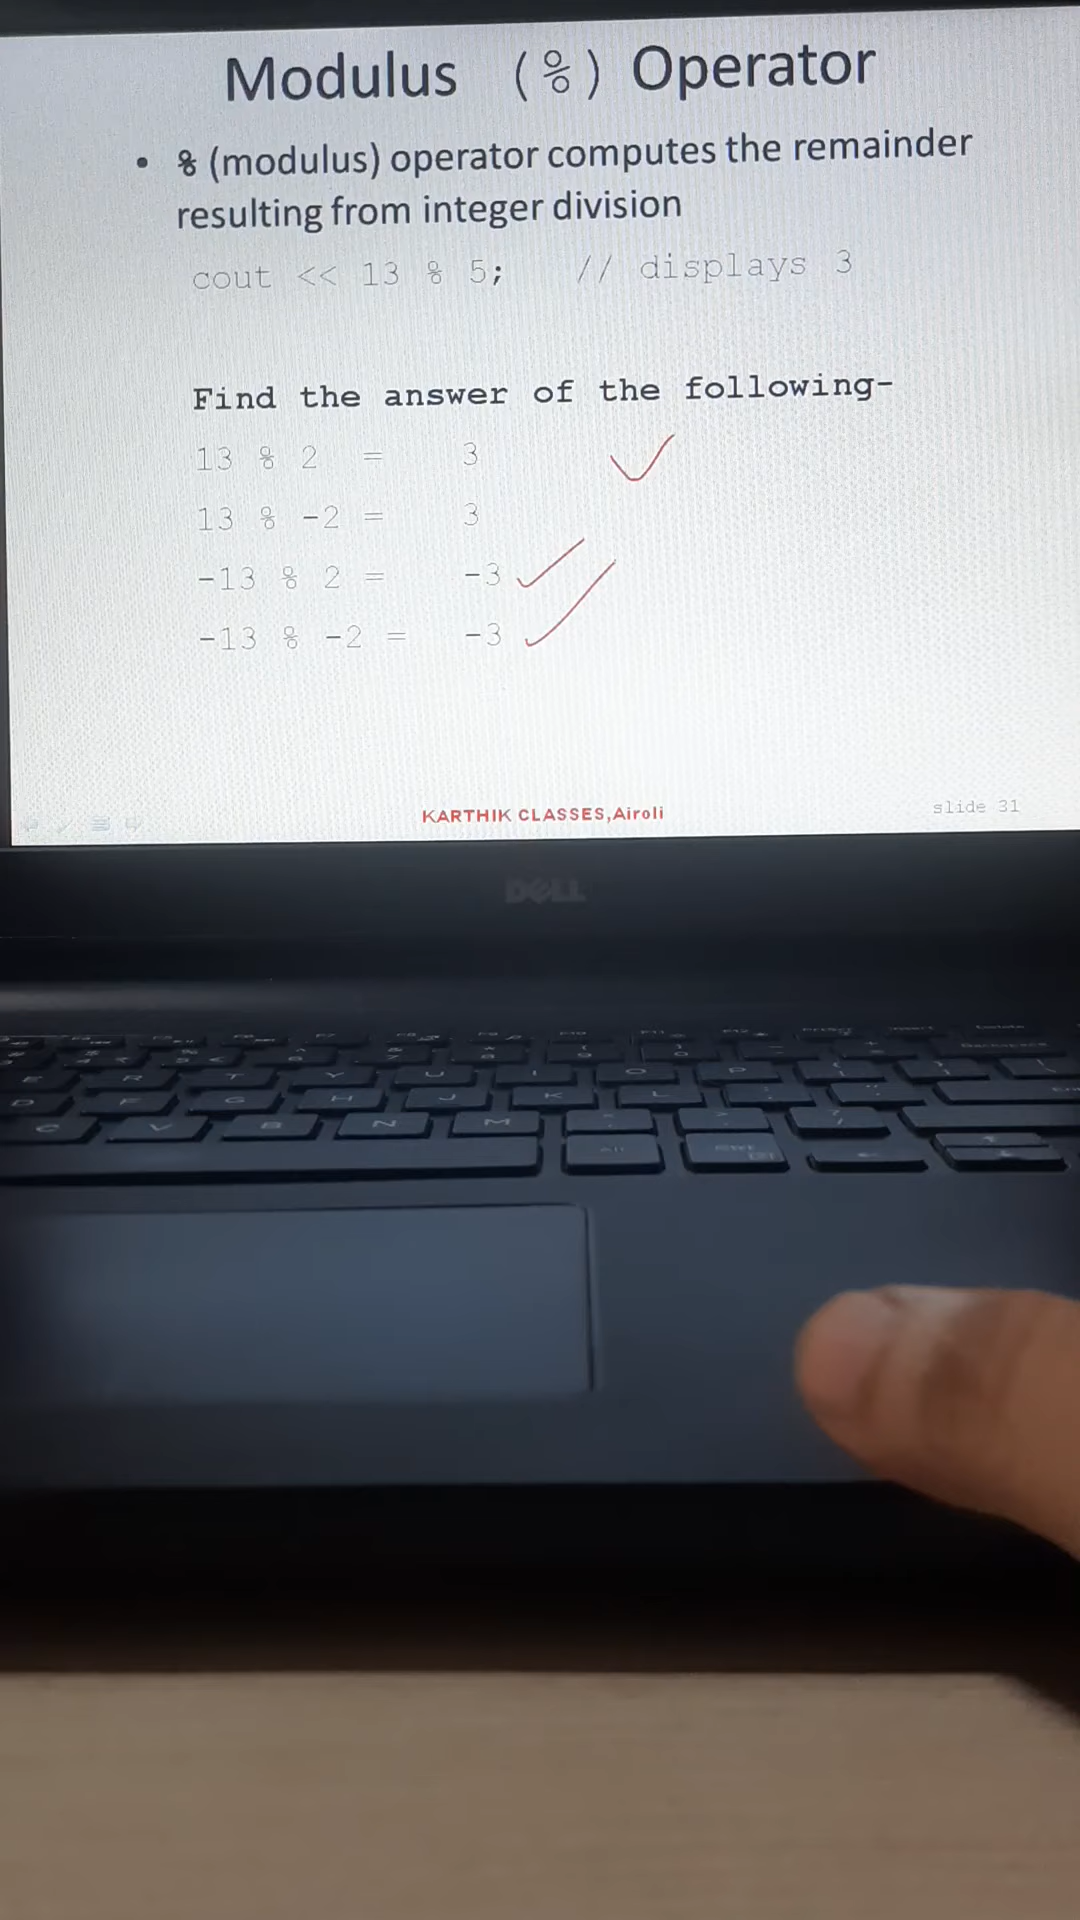 Modulus (%) Operator
• % (modulus) operator computes the remainder
resulting from integer division
cout << 13 % 5; // displays 3
Find the answer of the following-
13 % 2 = 3
13 % -2 = 3
-13 % 2 = -3
-13 % -2 = -3
KARTHIK CLASSES,Airoli
slide 31
DELL
E R T Y U I O P
D F G H J K L
C V B N M
Alt